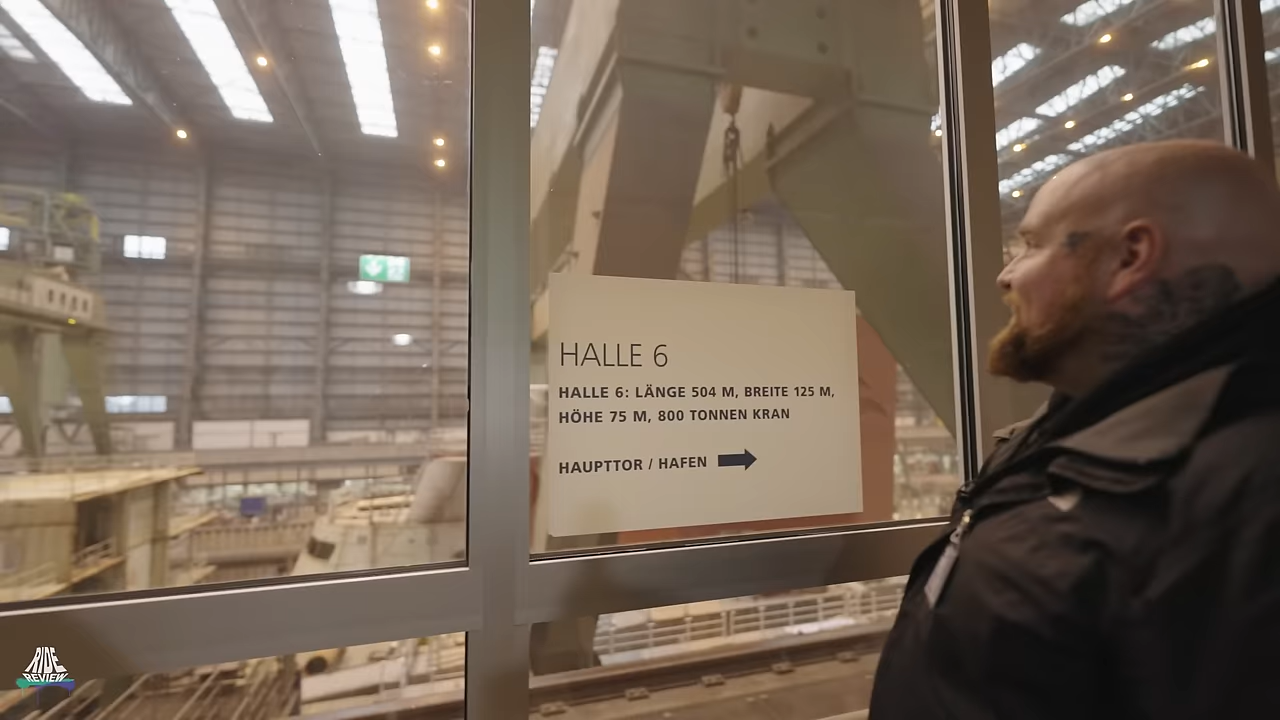 HALLE 6
HALLE 6: LÄNGE 504 M, BREITE 125 M,
HÖHE 75 M, 800 TONNEN KRAN
HAUPTTOR / HAFEN
RIDE
REVIEW